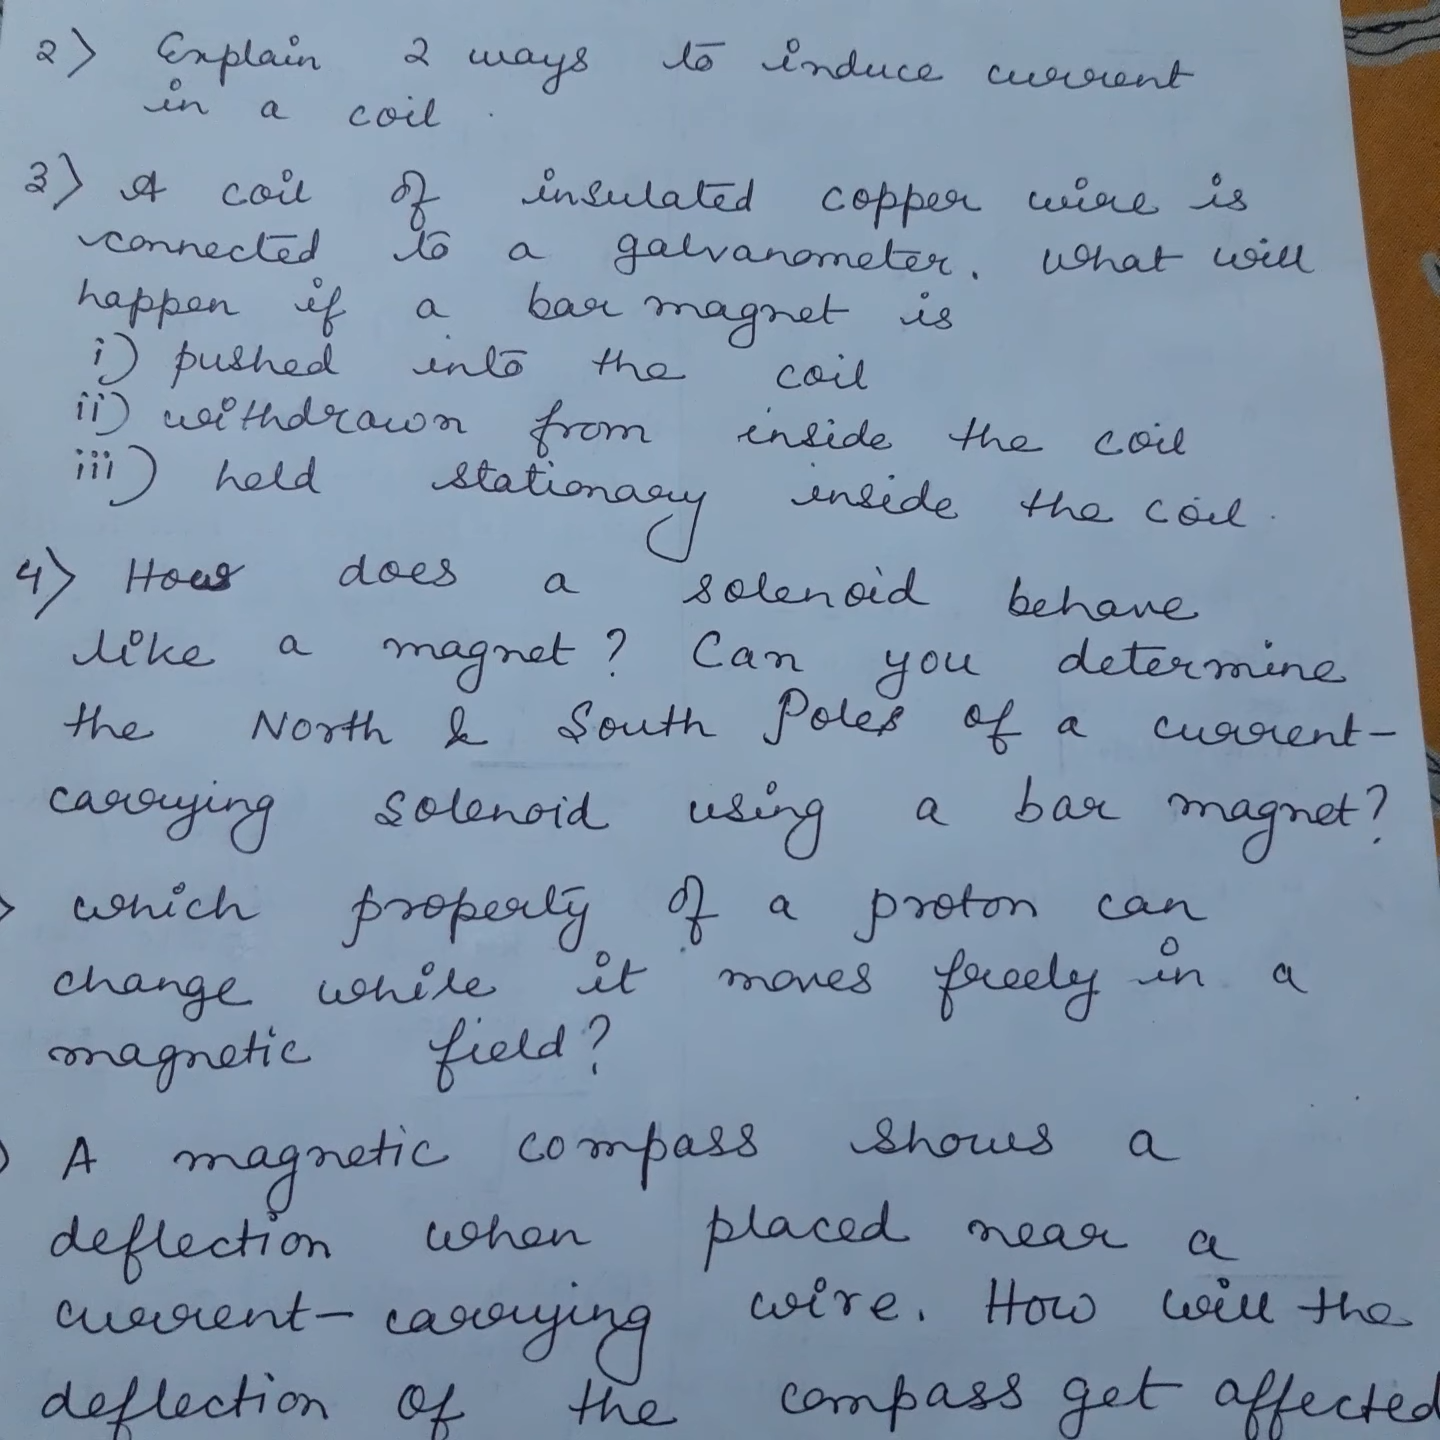 2) Explain 2 ways to induce current
in a coil.
3) A coil of insulated copper wire is
connected to a galvanometer. What will
happen if a bar magnet is
i) pushed into the coil
ii) withdrawn from inside the coil
iii) held stationary inside the coil.
4) How does a solenoid behave
like a magnet? Can you determine
the North & South Poles of a current-
carrying solenoid using a bar magnet?
> which property of a proton can
change while it moves freely in a
magnetic field?
) A magnetic compass shows a
deflection when placed near a
current-carrying wire. How will the
deflection of the compass get affected